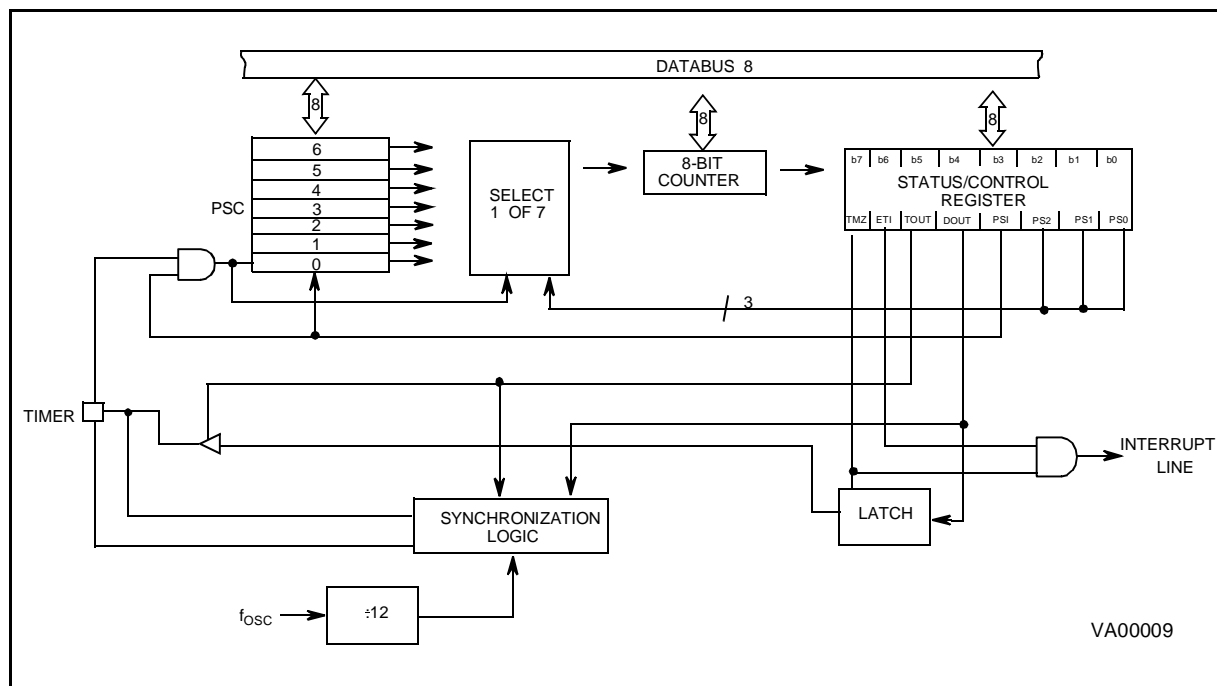 DATABUS 8
8
8
8
6
5
4
3
2
1
0
PSC
SELECT
1 OF 7
8-BIT
COUNTER
b7 b6 b5 b4 b3 b2 b1 b0
STATUS/CONTROL
REGISTER
TMZ ETI TOUT DOUT PSI PS2 PS1 PS0
3
TIMER
INTERRUPT
LINE
SYNCHRONIZATION
LOGIC
LATCH
fOSC
÷12
VA00009